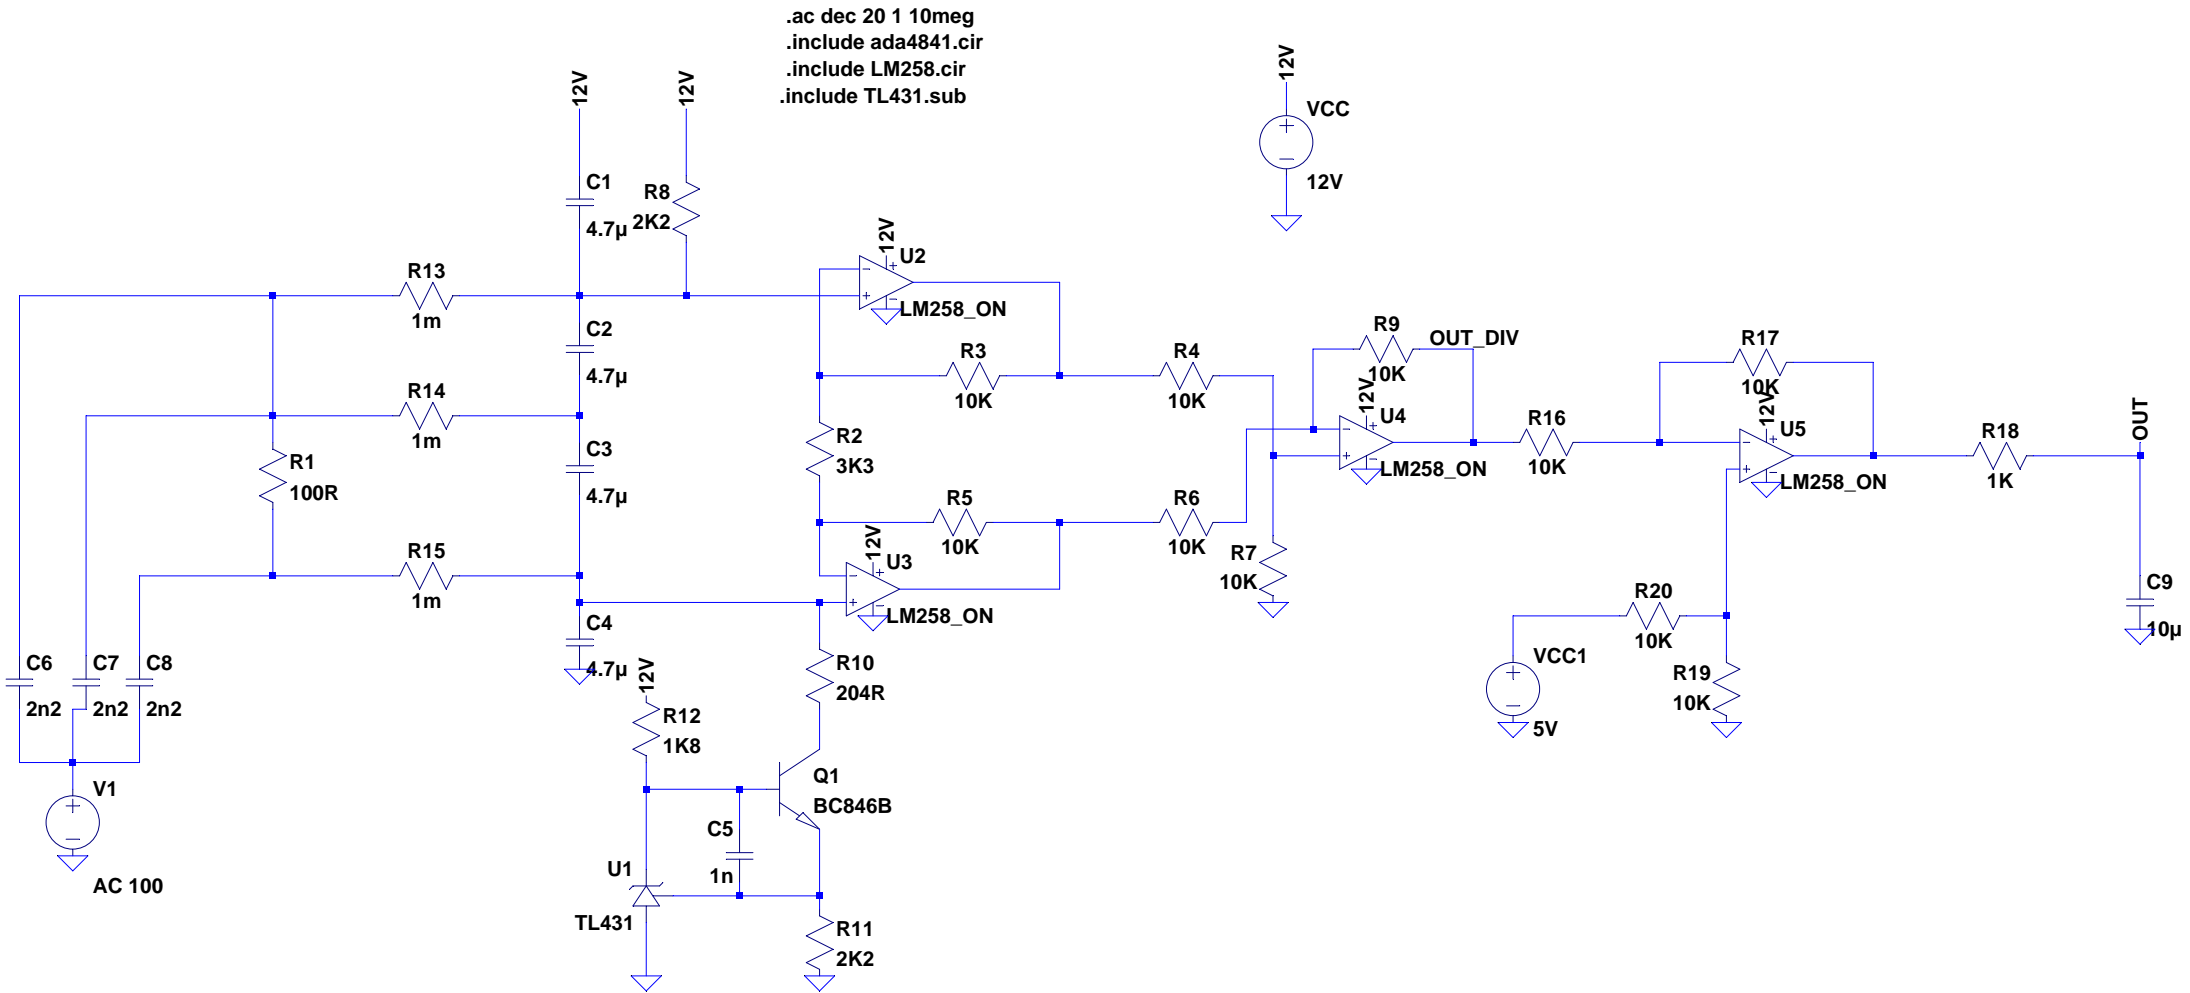 .ac dec 20 1 10meg
.include ada4841.cir
.include LM258.cir
.include TL431.sub
12V
12V
12V
VCC
12V
C1
4.7µ
R8
2K2
12V
U2
LM258_ON
R13
1m
C2
4.7µ
R14
1m
R3
10K
R4
10K
R9
10K
OUT_DIV
12V
U4
LM258_ON
R17
10K
12V
U5
LM258_ON
R16
10K
R18
1K
OUT
R1
100R
C3
4.7µ
R2
3K3
R5
10K
R6
10K
R7
10K
R15
1m
12V
U3
LM258_ON
C4
4.7µ
R20
10K
C9
10µ
C6
2n2
C7
2n2
C8
2n2
12V
R12
1K8
R10
204R
VCC1
5V
R19
10K
V1
AC 100
Q1
BC846B
C5
1n
U1
TL431
R11
2K2